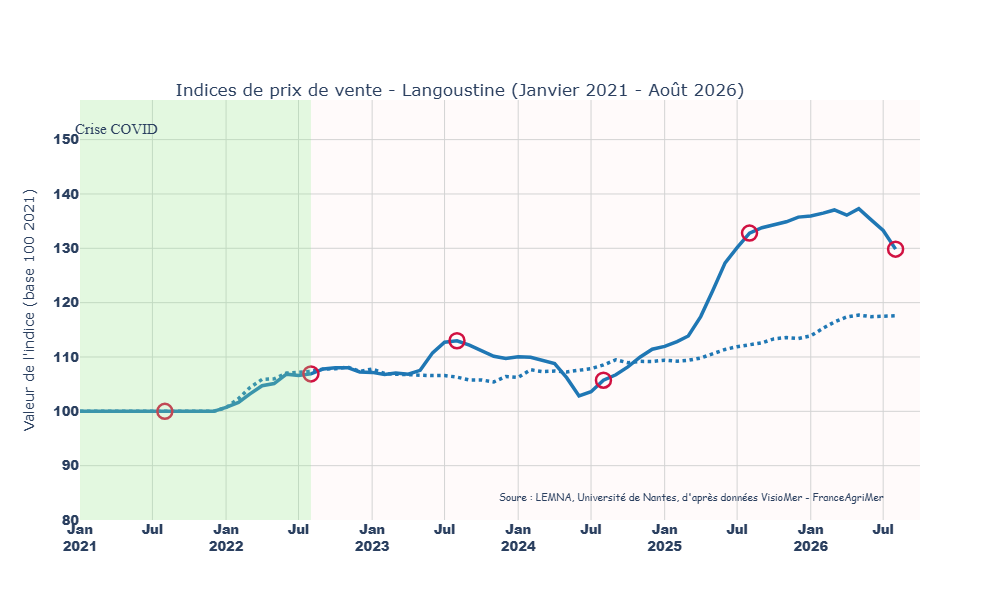 Indices de prix de vente - Langoustine (Janvier 2021 - Août 2026)
Crise COVID
Valeur de l'indice (base 100 2021)
150
140
130
120
110
100
90
80
Soure : LEMNA, Université de Nantes, d'après données VisioMer - FranceAgriMer
Jan Jul Jan Jul Jan Jul Jan Jul Jan Jul Jan Jul
2021 2022 2023 2024 2025 2026